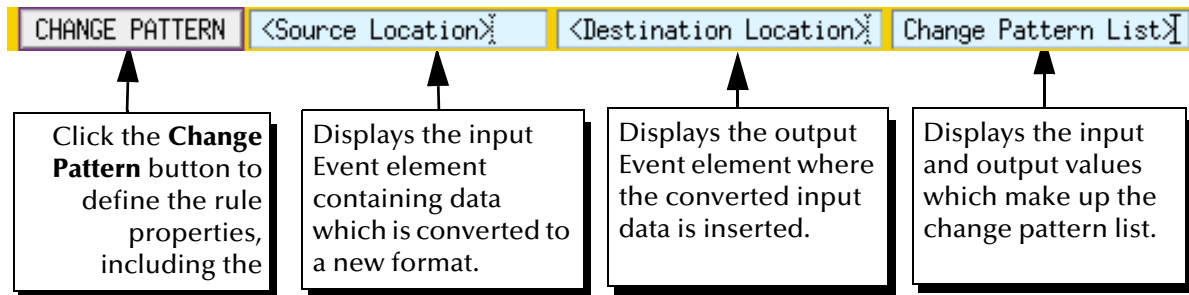 CHANGE PATTERN <Source Location> <Destination Location> Change Pattern List>
Click the Change
Pattern button to
define the rule
properties,
including the
Displays the input
Event element
containing data
which is converted to
a new format.
Displays the output
Event element where
the converted input
data is inserted.
Displays the input
and output values
which make up the
change pattern list.